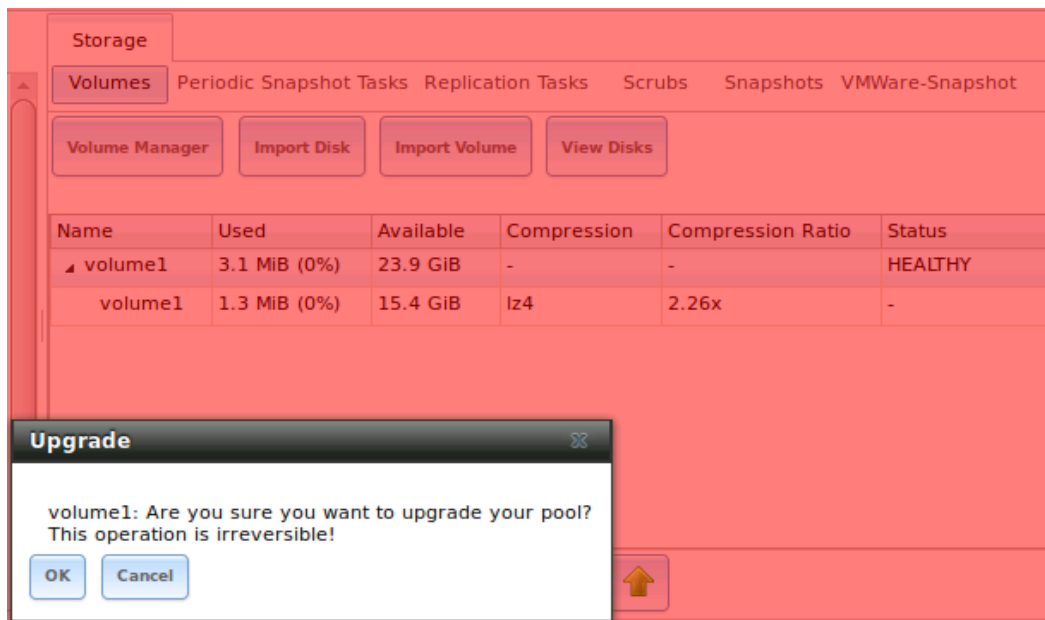 Storage
Volumes Periodic Snapshot Tasks Replication Tasks Scrubs Snapshots VMWare-Snapshot
Volume Manager Import Disk Import Volume View Disks
Name Used Available Compression Compression Ratio Status
volume1 3.1 MiB (0%) 23.9 GiB - - HEALTHY
volume1 1.3 MiB (0%) 15.4 GiB lz4 2.26x -
Upgrade
volume1: Are you sure you want to upgrade your pool?
This operation is irreversible!
OK Cancel